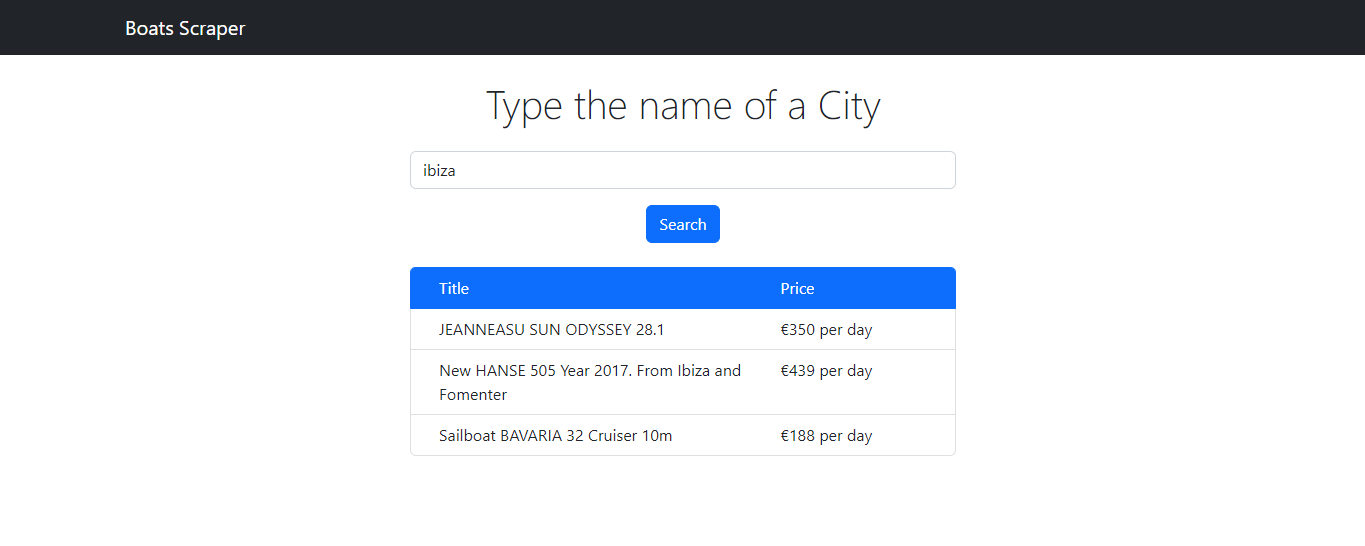 Boats Scraper
Type the name of a City
ibiza
Search
Title Price
JEANNEASU SUN ODYSSEY 28.1 €350 per day
New HANSE 505 Year 2017. From Ibiza and €439 per day
Fomenter
Sailboat BAVARIA 32 Cruiser 10m €188 per day